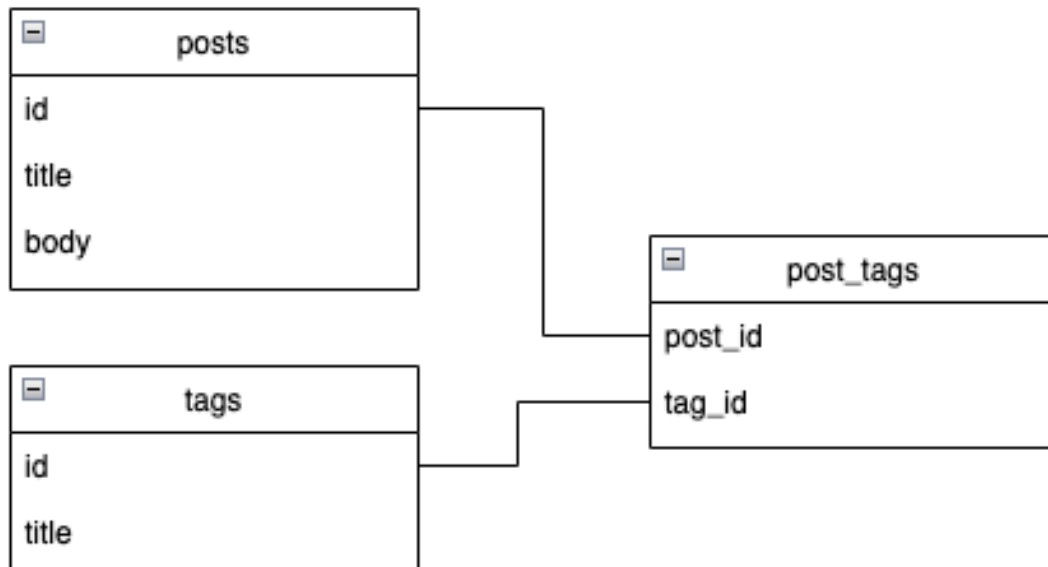 posts
id
title
body
tags
id
title
post_tags
post_id
tag_id